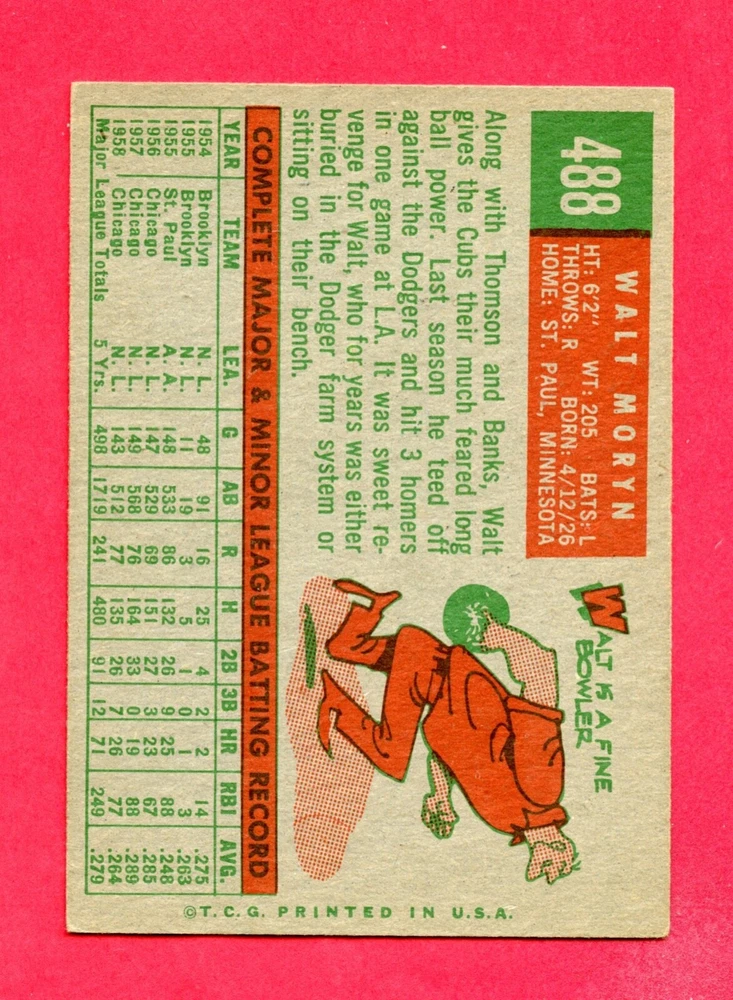 488
WALT MORYN
HT: 6'2" WT: 205 BATS: L
THROWS: R BORN: 4/12/26
HOME: ST. PAUL, MINNESOTA
Along with Thomson and Banks, Walt
gives the Cubs their much feared long
ball power. Last season he teed off
against the Dodgers and hit 3 homers
in one game at L.A. It was sweet re-
venge for Walt, who for years was either
buried in the Dodger farm system or
sitting on their bench.
WALT IS A FINE
BOWLER
COMPLETE MAJOR & MINOR LEAGUE BATTING RECORD
YEAR TEAM LEA. G AB R H 2B 3B HR RBI AVG.
1954 Brooklyn N. L. 48 91 16 25 4 2 2 14 .275
1955 Brooklyn N. L. 11 19 3 5 1 0 1 3 .263
1955 St. Paul A. A. 148 533 86 132 26 9 25 88 .248
1956 Chicago N. L. 147 529 69 151 27 3 23 67 .285
1957 Chicago N. L. 149 568 76 164 33 0 19 88 .289
1958 Chicago N. L. 143 512 77 135 26 7 26 77 .264
Major League Totals 5 Yrs. 498 1719 241 480 91 12 71 249 .279
©T.C.G. PRINTED IN U.S.A.